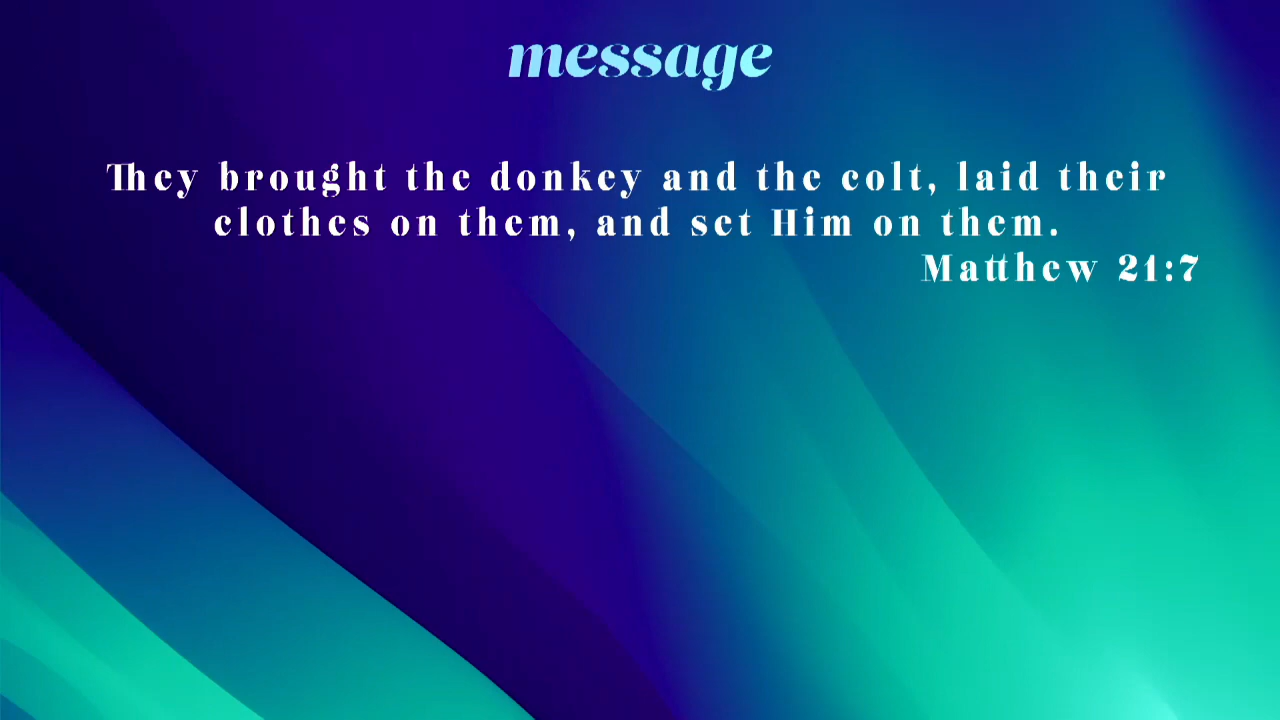 message
They brought the donkey and the colt, laid their
clothes on them, and set Him on them.
Matthew 21:7